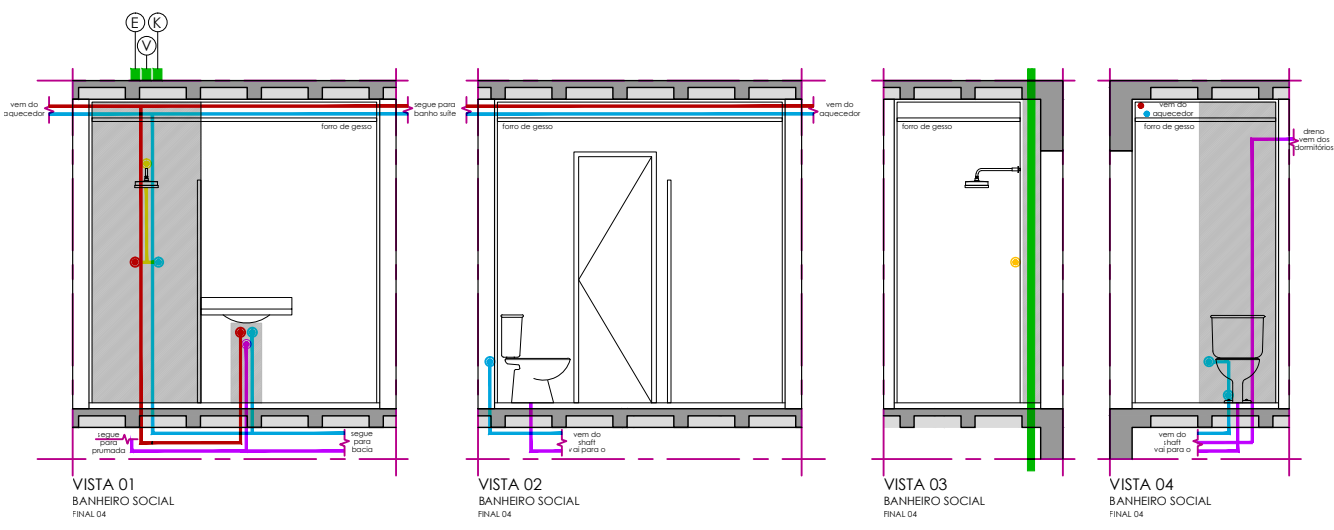 E K
V
vem do
aquecedor
segue para
banho suíte
forro de gesso
segue
para
prumada
segue
para
bacia
VISTA 01
BANHEIRO SOCIAL
FINAL 04
vem do
aquecedor
forro de gesso
vem do
shaft
vai para o
VISTA 02
BANHEIRO SOCIAL
FINAL 04
forro de gesso
VISTA 03
BANHEIRO SOCIAL
FINAL 04
vem do
aquecedor
forro de gesso
dreno
vem dos
dormitórios
vem do
shaft
vai para o
VISTA 04
BANHEIRO SOCIAL
FINAL 04